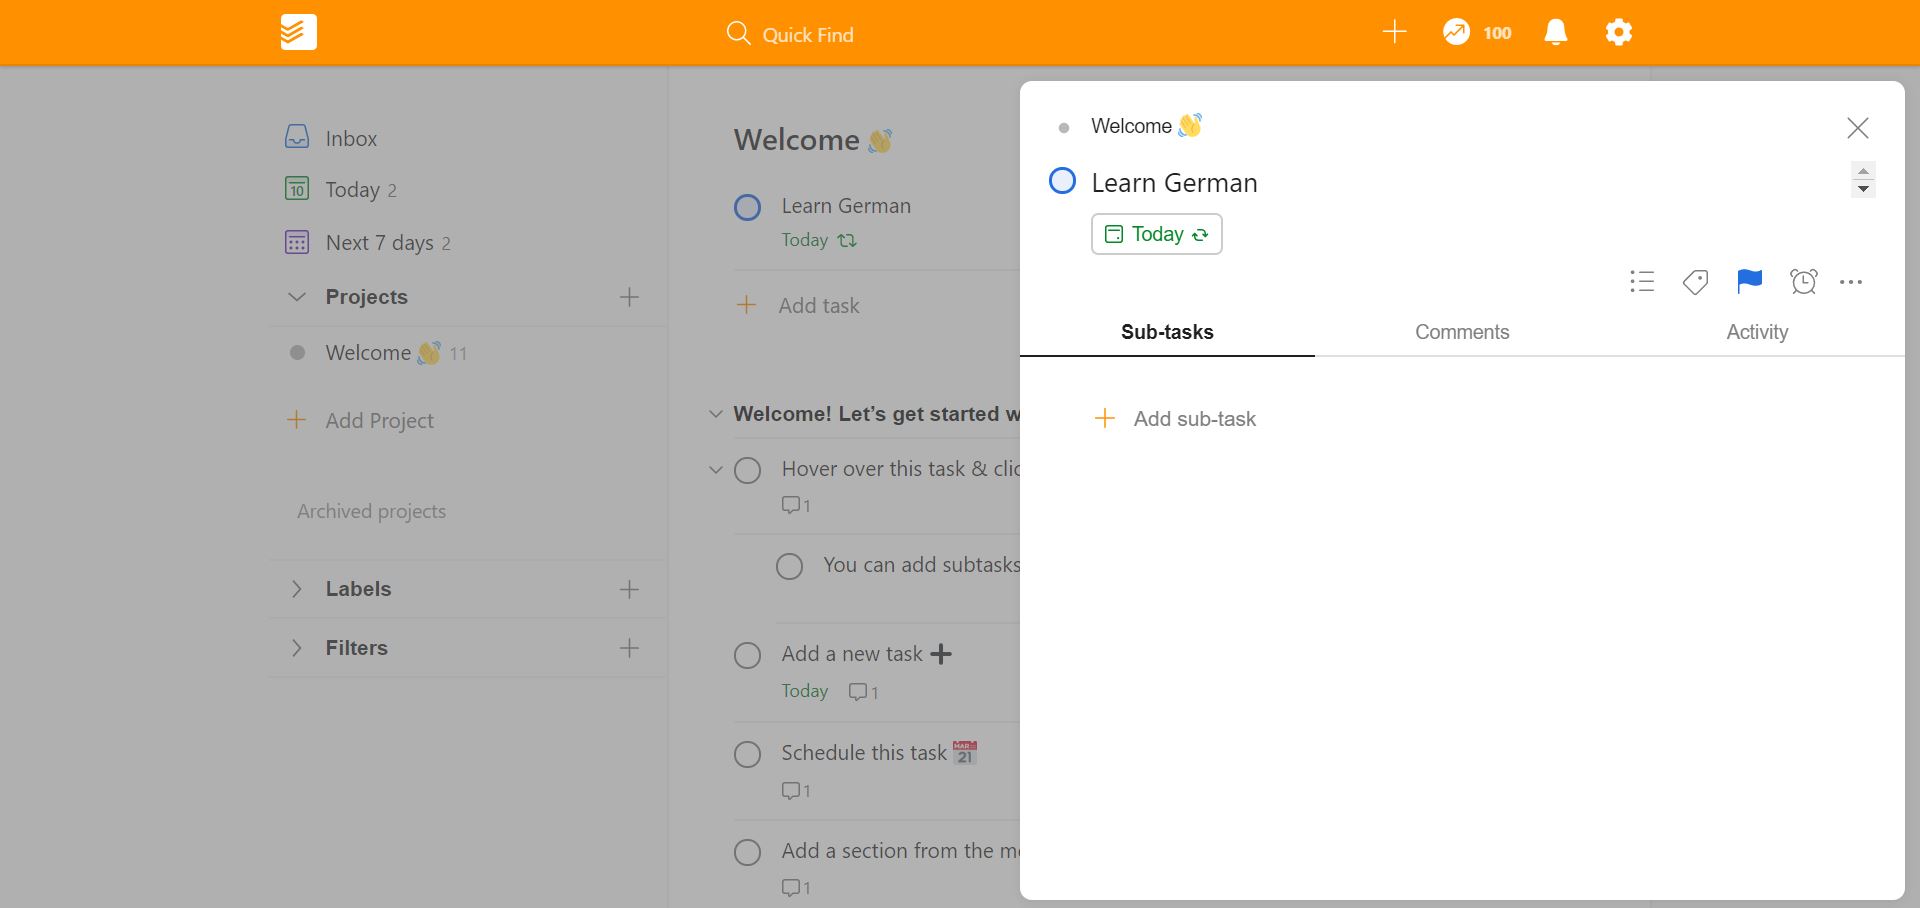 Quick Find
100
Inbox
10
Today 2
Next 7 days 2
Projects
Welcome 👋 11
Add Project
Archived projects
Labels
Filters
Welcome 👋
Learn German
Today
Add task
Welcome! Let’s get started w
Hover over this task & clic
1
You can add subtasks
Add a new task ➕
Today 1
Schedule this task 📅
MAR
21
1
Add a section from the m
1
Welcome 👋
Learn German
Today
Sub-tasks Comments Activity
Add sub-task